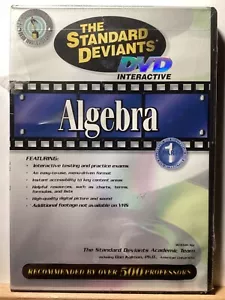 THE
STANDARD
DEVIANTS
DVD
INTERACTIVE
Algebra
1
FEATURING:
• Interactive testing and practice exams
• An easy-to-use, menu-driven format
• Instant accessibility to key content areas
• Helpful resources, such as charts, terms,
formulas, and lists
• High-quality digital picture and sound
• Additional footage not available on VHS
The Standard Deviants Academic Team
RECOMMENDED BY OVER 500 PROFESSORS